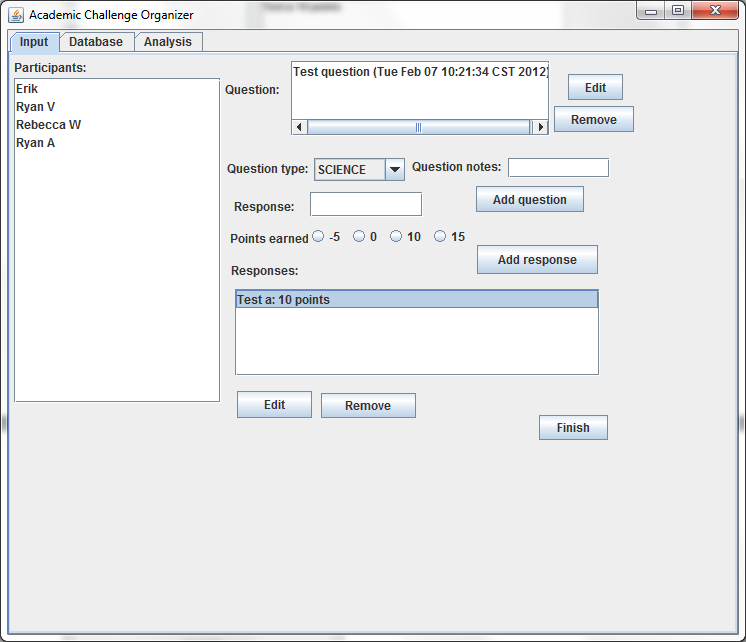 Academic Challenge Organizer
Input Database Analysis
Participants:
Erik
Ryan V
Rebecca W
Ryan A
Question:
Test question (Tue Feb 07 10:21:34 CST 2012)
Edit
Remove
Question type: SCIENCE Question notes:
Response:
Add question
Points earned -5 0 10 15
Add response
Responses:
Test a: 10 points
Edit Remove
Finish